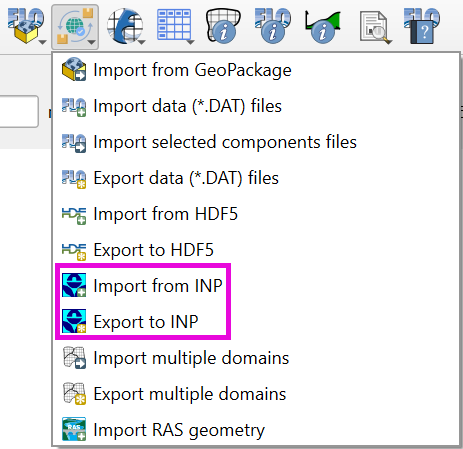 Import from GeoPackage
Import data (*.DAT) files
Import selected components files
Export data (*.DAT) files
Import from HDF5
Export to HDF5
Import from INP
Export to INP
Import multiple domains
Export multiple domains
Import RAS geometry